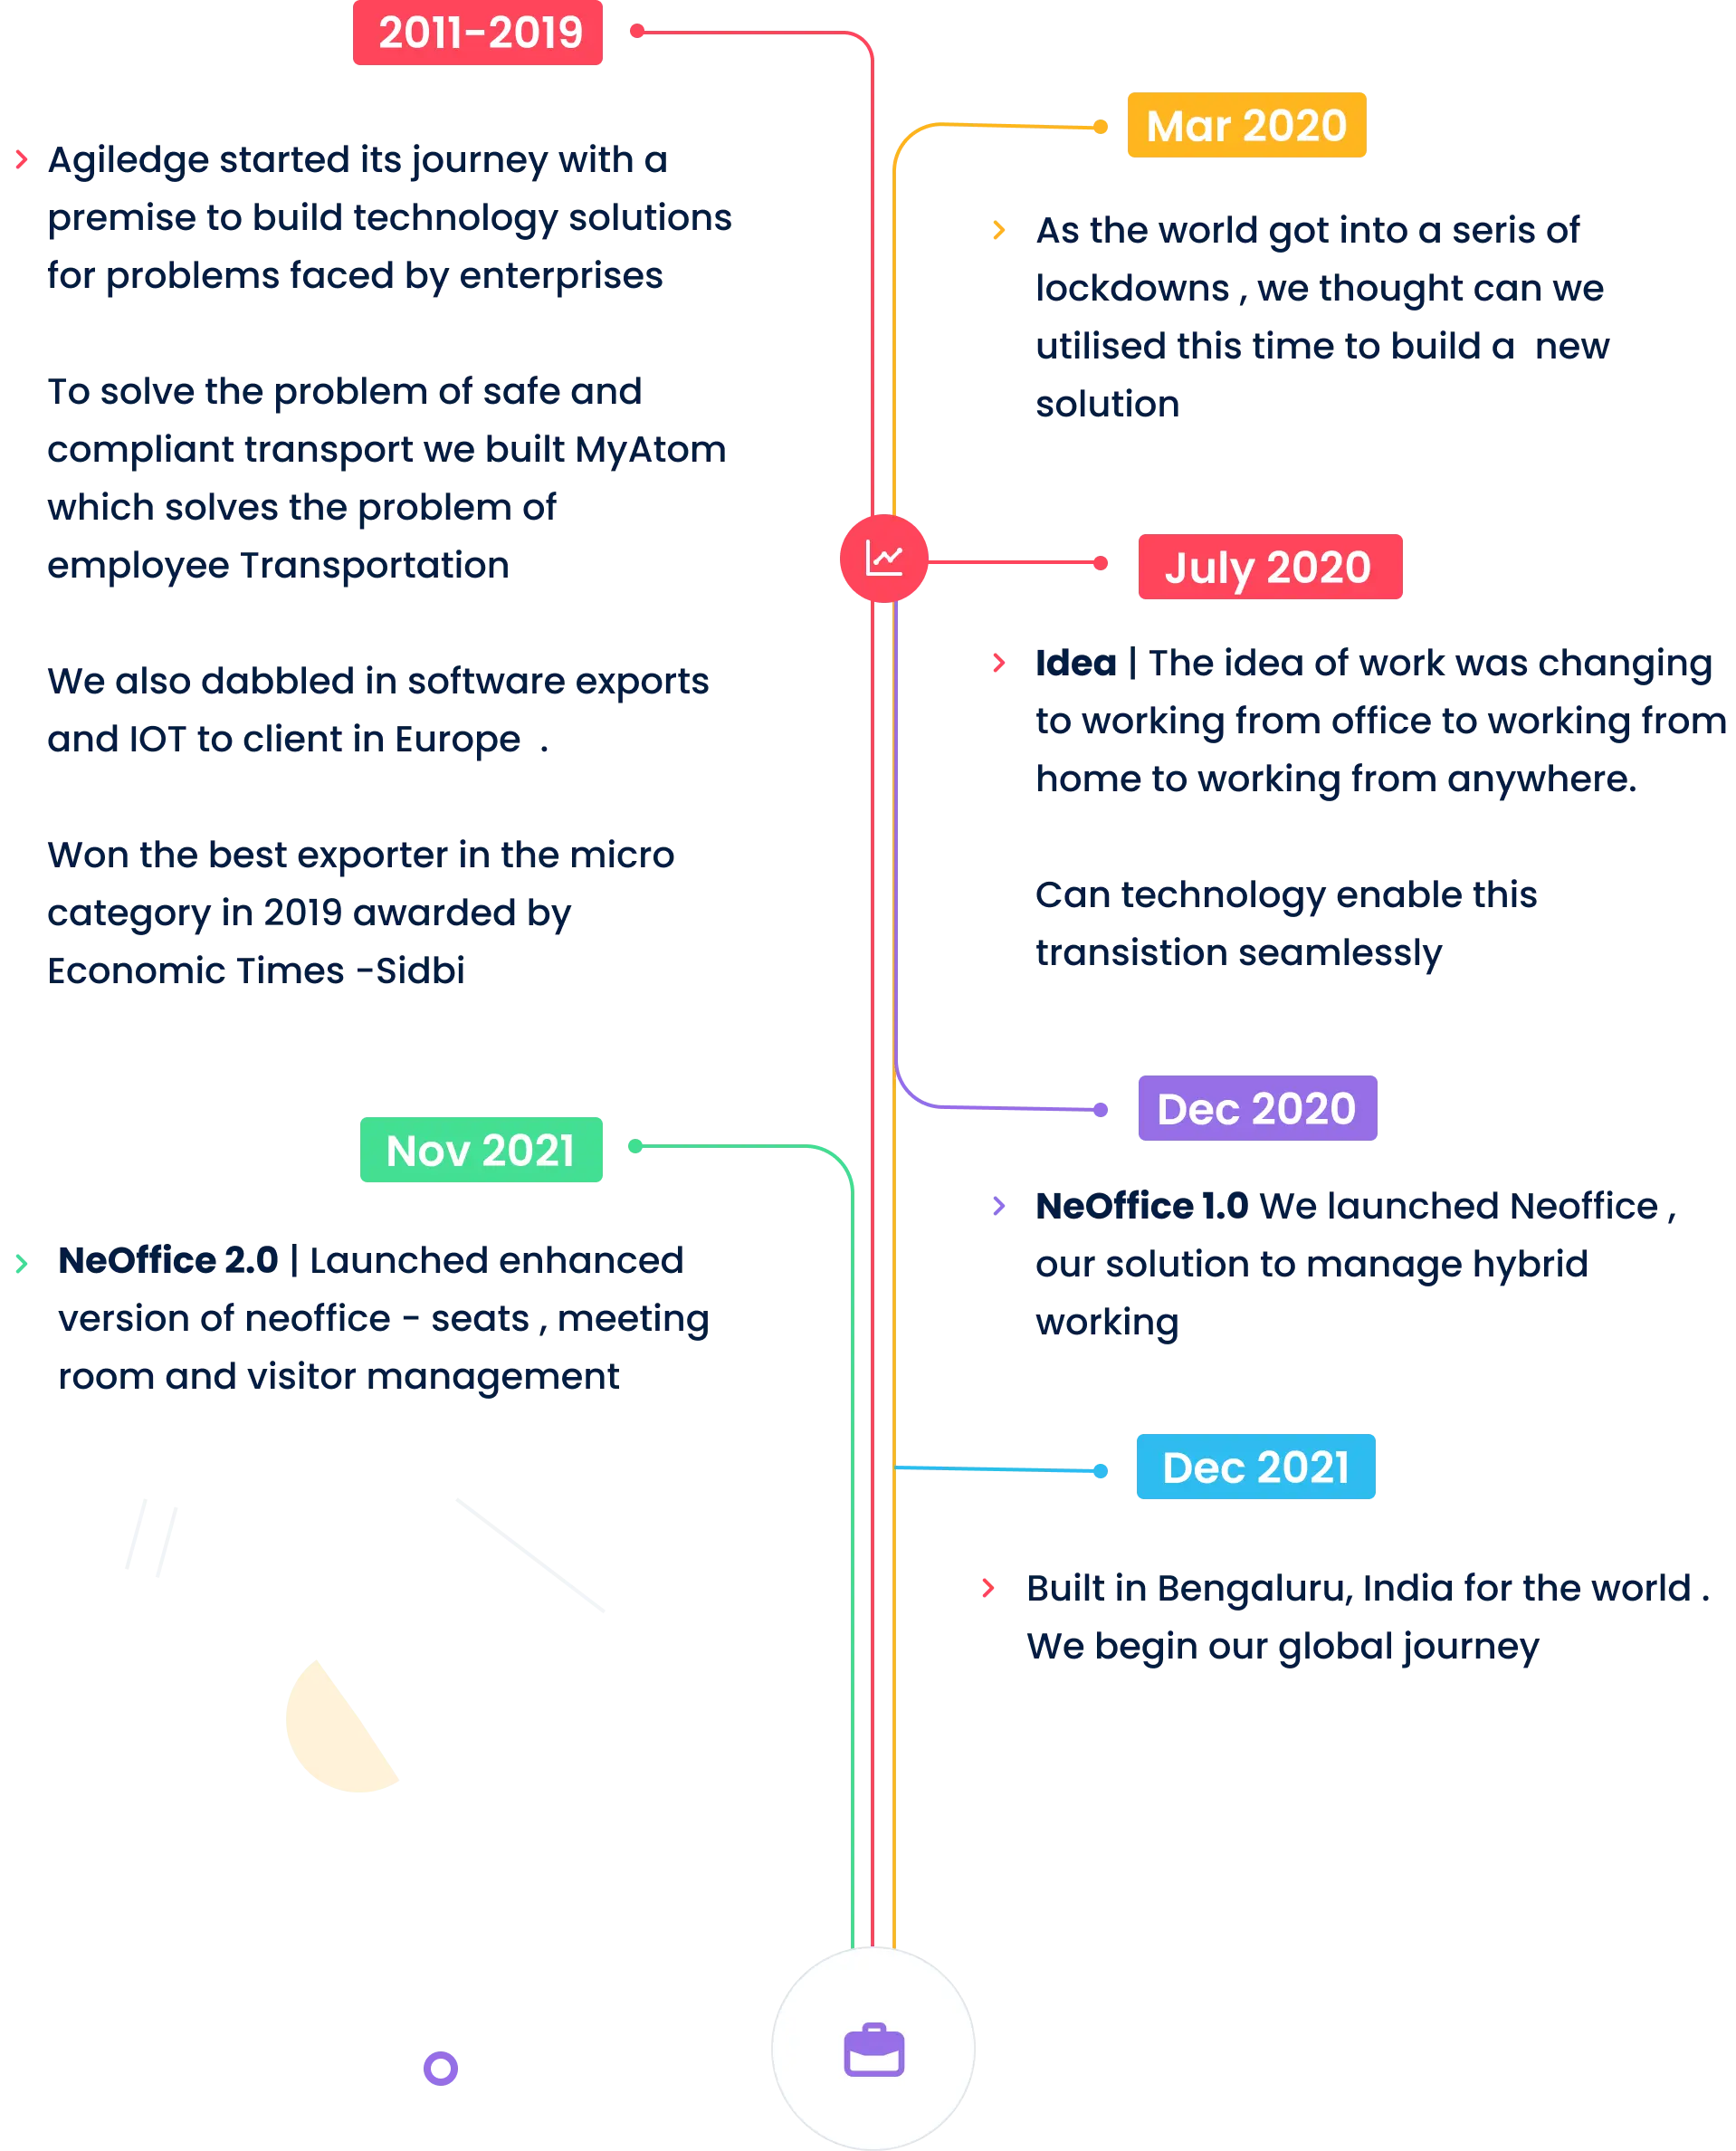 2011-2019
Agiledge started its journey with a
premise to build technology solutions
for problems faced by enterprises
To solve the problem of safe and
compliant transport we built MyAtom
which solves the problem of
employee Transportation
We also dabbled in software exports
and IOT to client in Europe  .
Won the best exporter in the micro
category in 2019 awarded by
Economic Times -Sidbi
Mar 2020
As the world got into a seris of
lockdowns , we thought can we
utilised this time to build a  new
solution
July 2020
Idea | The idea of work was changing
to working from office to working from
home to working from anywhere.
Can technology enable this
transistion seamlessly
Dec 2020
NeOffice 1.0 We launched Neoffice ,
our solution to manage hybrid
working
Nov 2021
NeOffice 2.0 | Launched enhanced
version of neoffice - seats , meeting
room and visitor management
Dec 2021
Built in Bengaluru, India for the world .
We begin our global journey